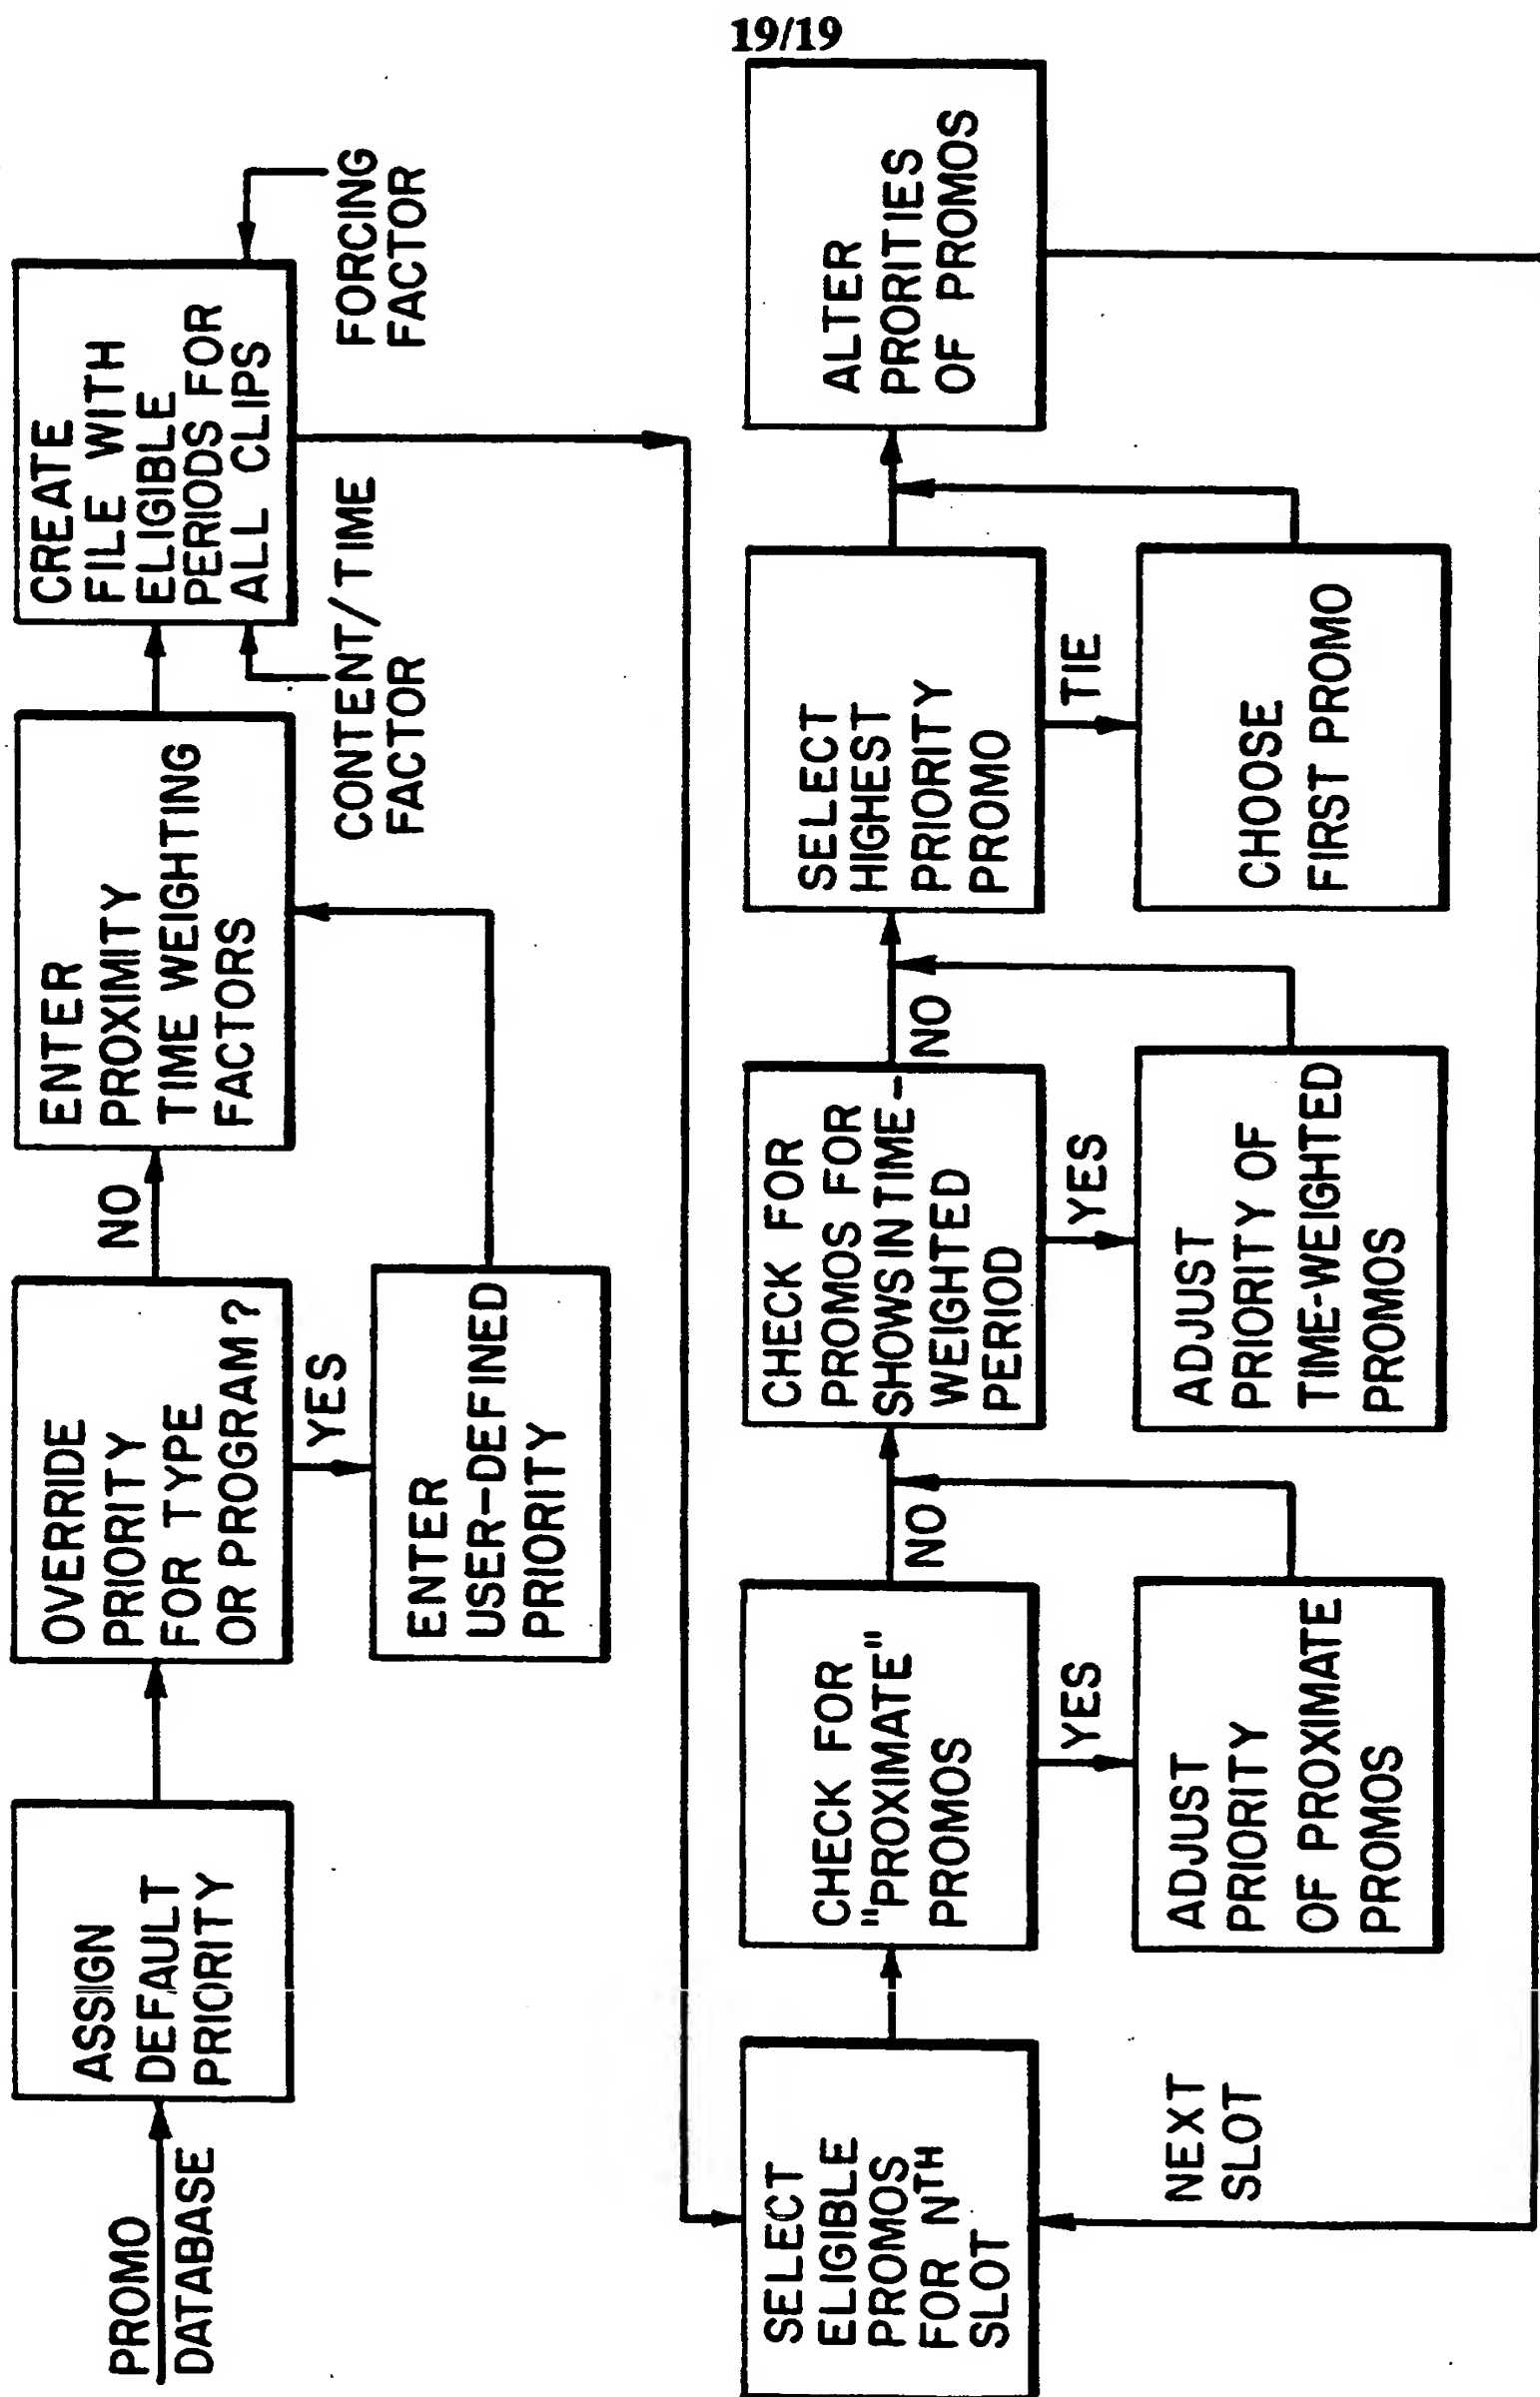 19/19
PROMO
DATABASE
ASSIGN
DEFAULT
PRIORITY
OVERRIDE
PRIORITY
FOR TYPE
OR PROGRAM?
NO
YES
ENTER
USER-DEFINED
PRIORITY
ENTER
PROXIMITY
TIME WEIGHTING
FACTORS
CREATE
FILE WITH
ELIGIBLE
PERIODS FOR
ALL CLIPS
CONTENT/TIME
FACTOR
FORCING
FACTOR
SELECT
ELIGIBLE
PROMOS
FOR NTH
SLOT
NEXT
SLOT
CHECK FOR
"PROXIMATE"
PROMOS
NO
YES
ADJUST
PRIORITY
OF PROXIMATE
PROMOS
CHECK FOR
PROMOS FOR
SHOWS IN TIME-
WEIGHTED
PERIOD
NO
YES
ADJUST
PRIORITY OF
TIME-WEIGHTED
PROMOS
SELECT
HIGHEST
PRIORITY
PROMO
TIE
CHOOSE
FIRST PROMO
ALTER
PRORITIES
OF PROMOS